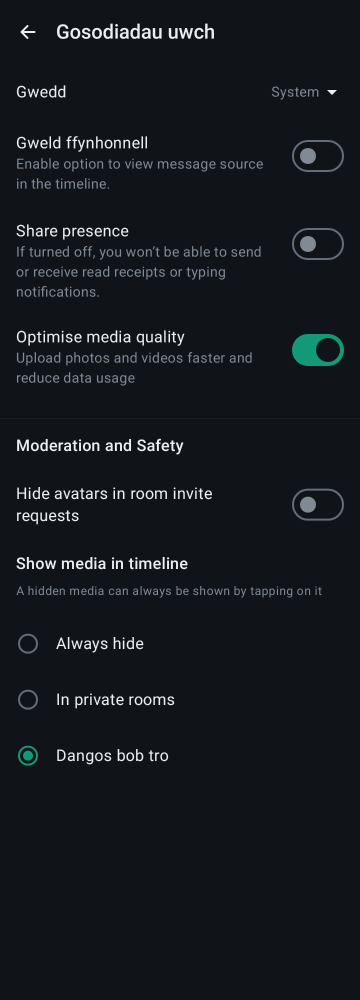 Gosodiadau uwch
Gwedd
System
Gweld ffynhonnell
Enable option to view message source
in the timeline.
Share presence
If turned off, you won't be able to send
or receive read receipts or typing
notifications.
Optimise media quality
Upload photos and videos faster and
reduce data usage
Moderation and Safety
Hide avatars in room invite
requests
Show media in timeline
A hidden media can always be shown by tapping on it
Always hide
In private rooms
Dangos bob tro